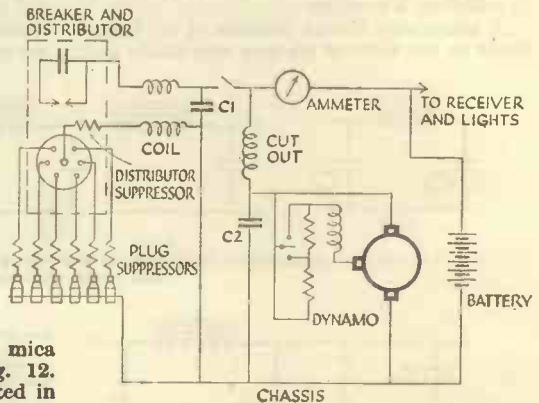 BREAKER AND
DISTRIBUTOR
C1
AMMETER
TO RECEIVER
AND LIGHTS
COIL
CUT
OUT
DISTRIBUTOR
SUPPRESSOR
C2
PLUG
SUPPRESSORS
DYNAMO
BATTERY
mica
g. 12.
ted in
CHASSIS